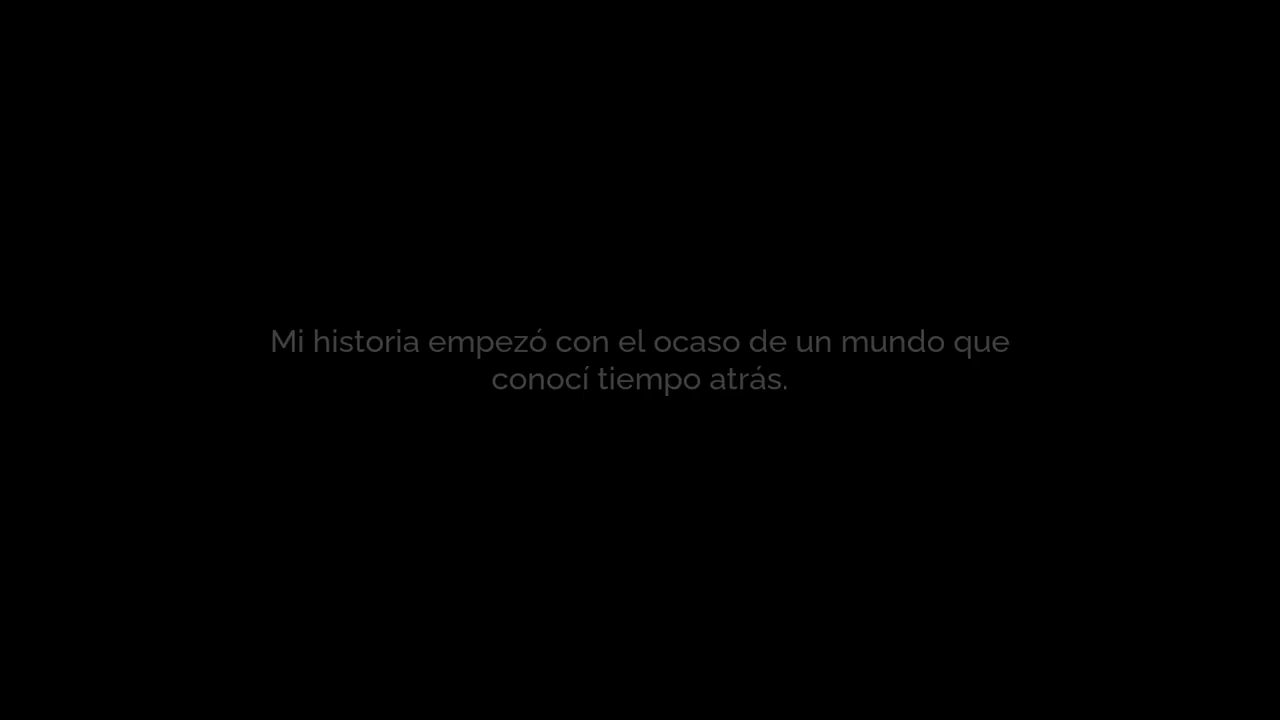 Mi historia empezó con el ocaso de un mundo que
conocí tiempo atrás.